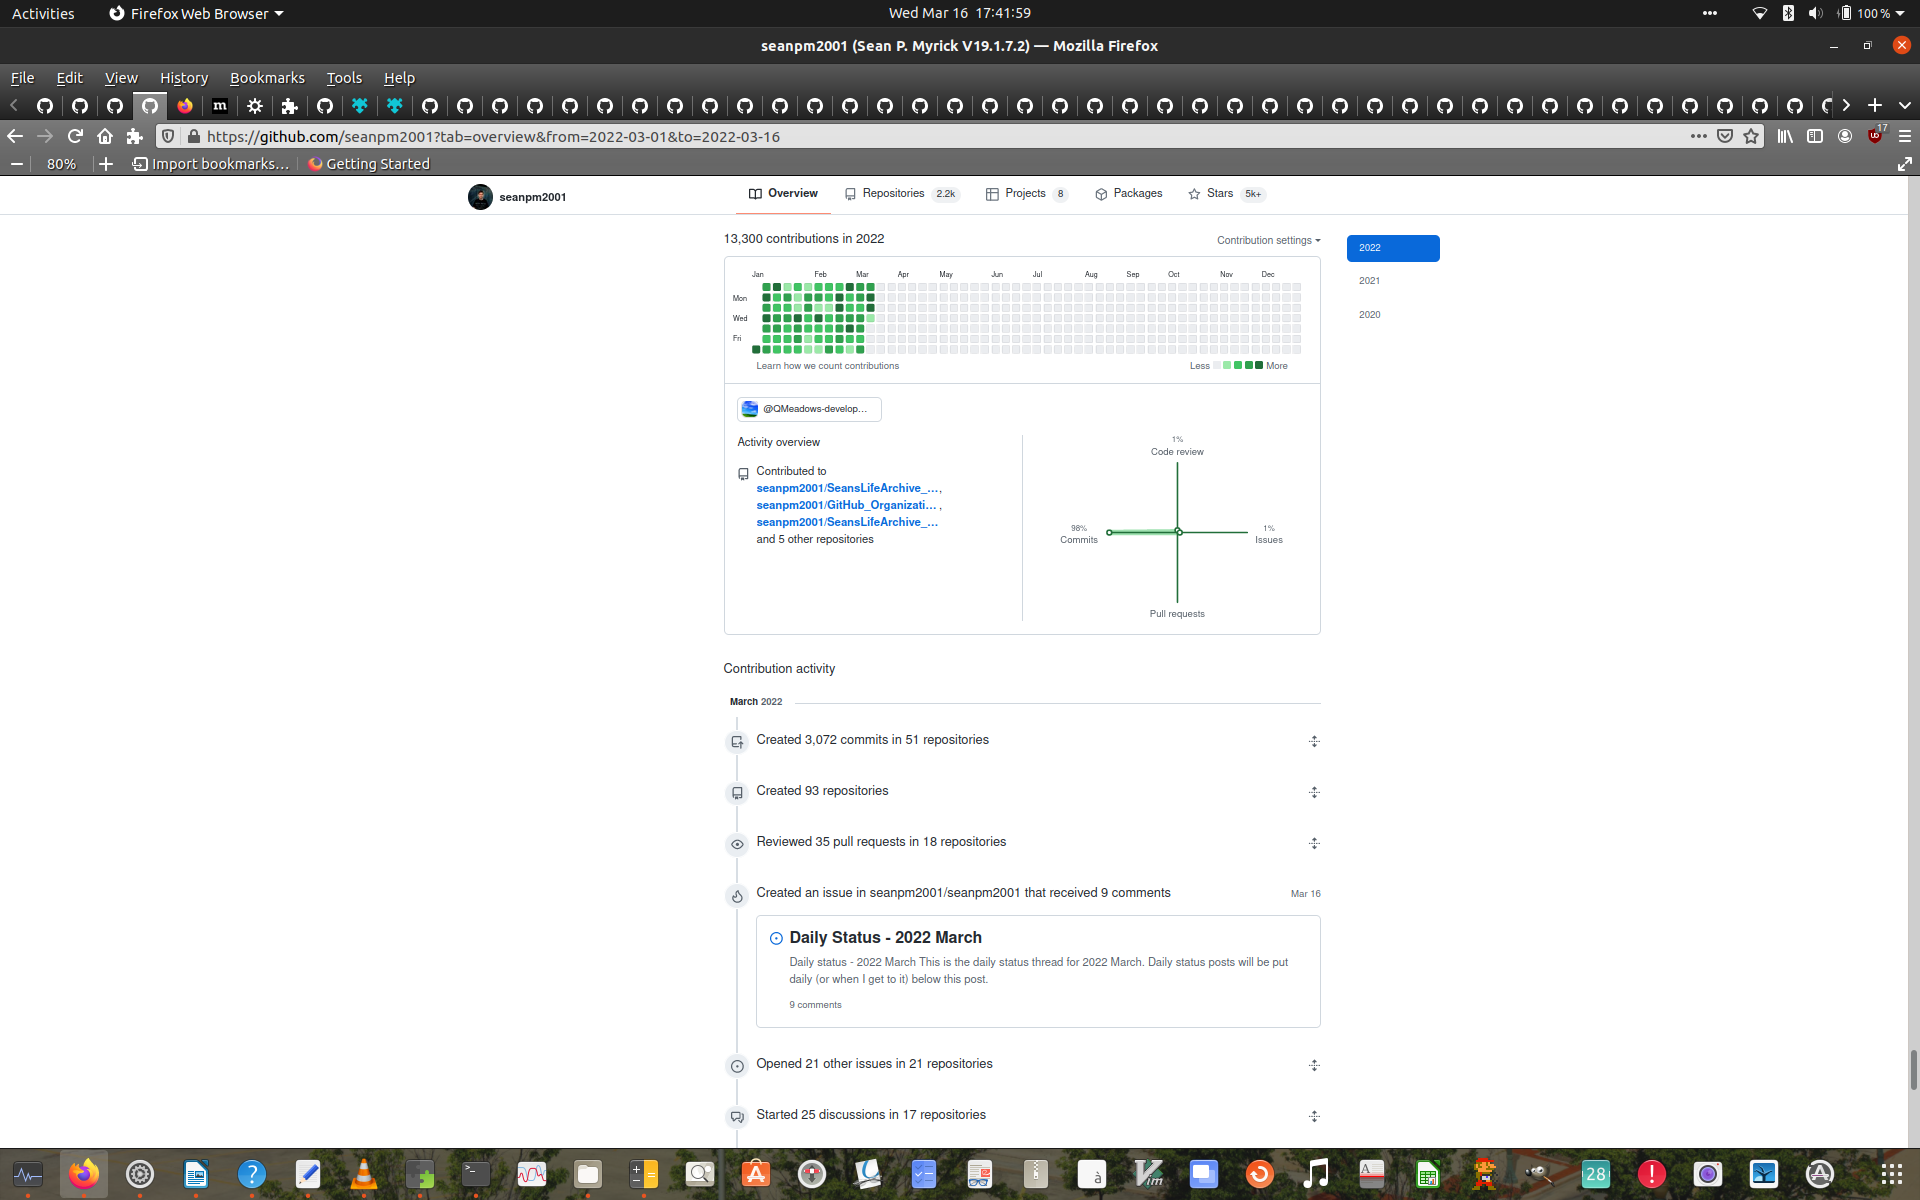 Activities
Firefox Web Browser
Wed Mar 16 17:41:59
100 %
seanpm2001 (Sean P. Myrick V19.1.7.2) — Mozilla Firefox
File Edit View History Bookmarks Tools Help
https://github.com/seanpm2001?tab=overview&from=2022-03-01&to=2022-03-16
17
80%
Import bookmarks...
Getting Started
seanpm2001
Overview
Repositories 2.2k
Projects 8
Packages
Stars 5k+
13,300 contributions in 2022
Contribution settings
2022
2021
2020
Jan Feb Mar Apr May Jun Jul Aug Sep Oct Nov Dec
Mon
Wed
Fri
Learn how we count contributions
Less More
@QMeadows-develop...
Activity overview
Contributed to
seanpm2001/SeansLifeArchive_...,
seanpm2001/GitHub_Organizati... ,
seanpm2001/SeansLifeArchive_...
and 5 other repositories
1%
Code review
98%
Commits
1%
Issues
Pull requests
Contribution activity
March 2022
Created 3,072 commits in 51 repositories
Created 93 repositories
Reviewed 35 pull requests in 18 repositories
Created an issue in seanpm2001/seanpm2001 that received 9 comments
Mar 16
Daily Status - 2022 March
Daily status - 2022 March This is the daily status thread for 2022 March. Daily status posts will be put
daily (or when I get to it) below this post.
9 comments
Opened 21 other issues in 21 repositories
Started 25 discussions in 17 repositories
28